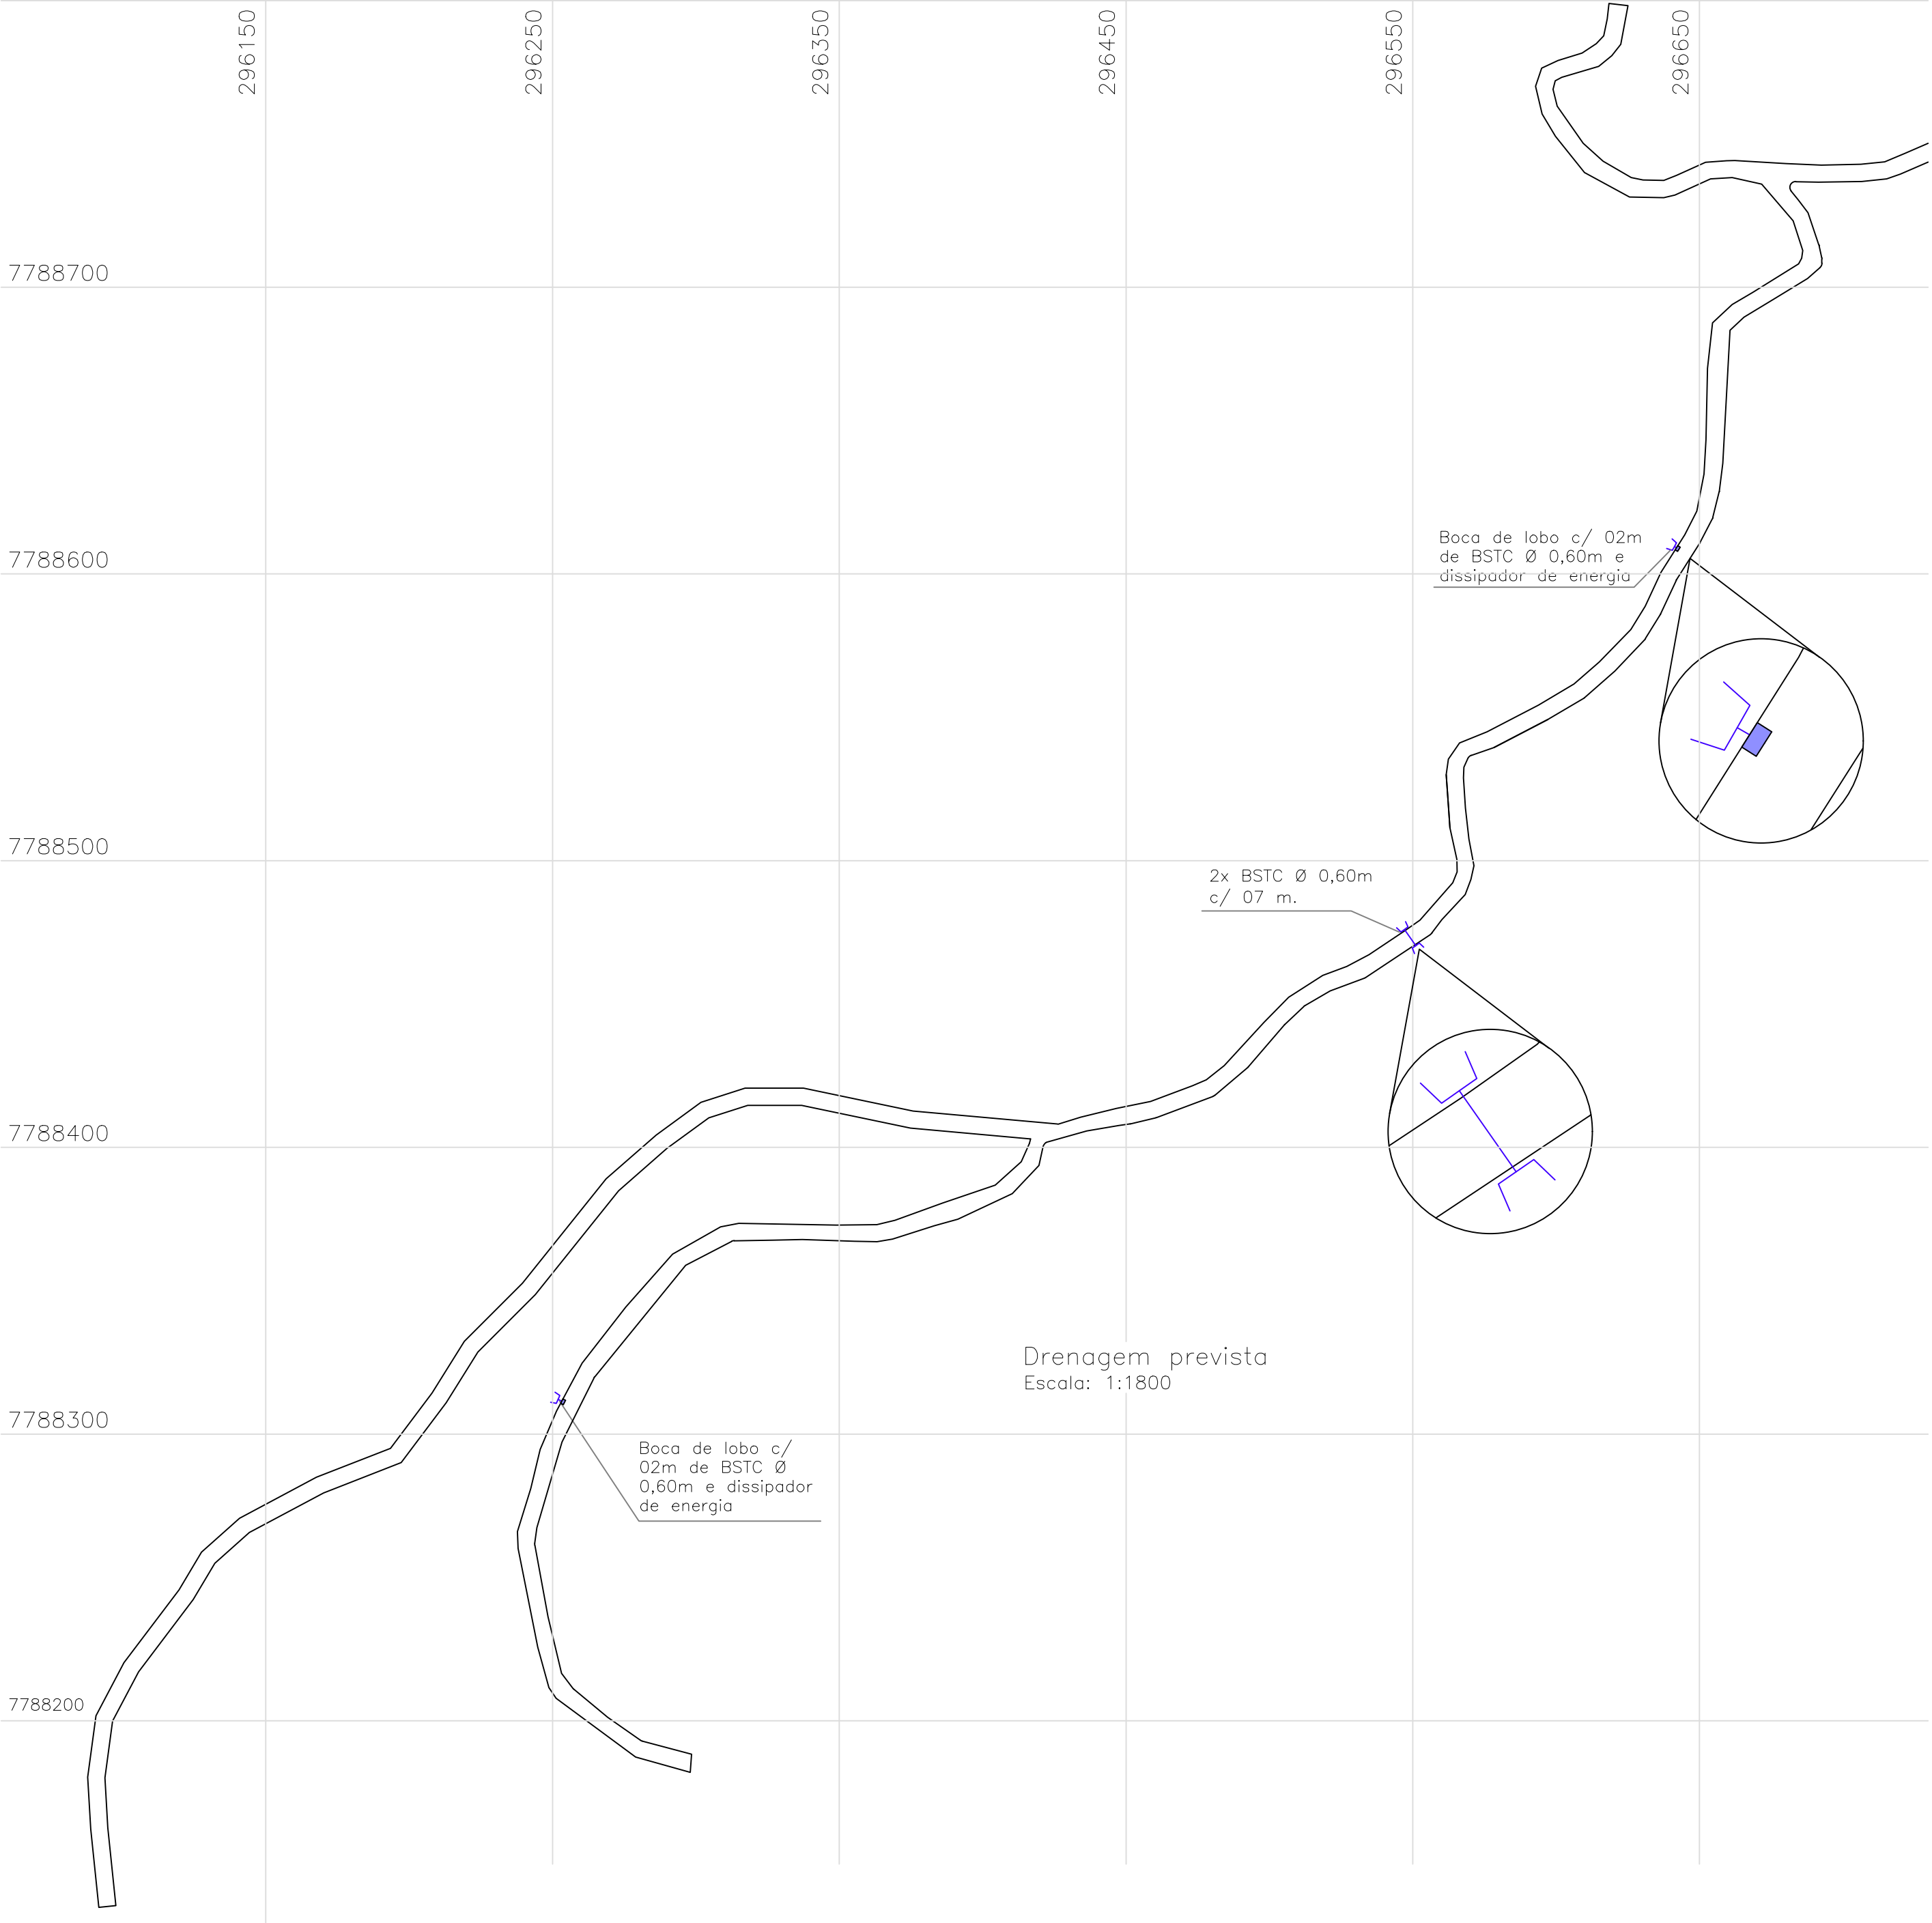 296150
296250
296350
296450
296550
296650
7788700
7788600
Boca de lobo c/ 02m
de BSTC Ø 0,60m e
dissipador de energia
7788500
2x BSTC Ø 0,60m
c/ 07 m.
7788400
Drenagem prevista
Escala: 1:1800
7788300
Boca de lobo c/
02m de BSTC Ø
0,60m e dissipador
de energia
7788200